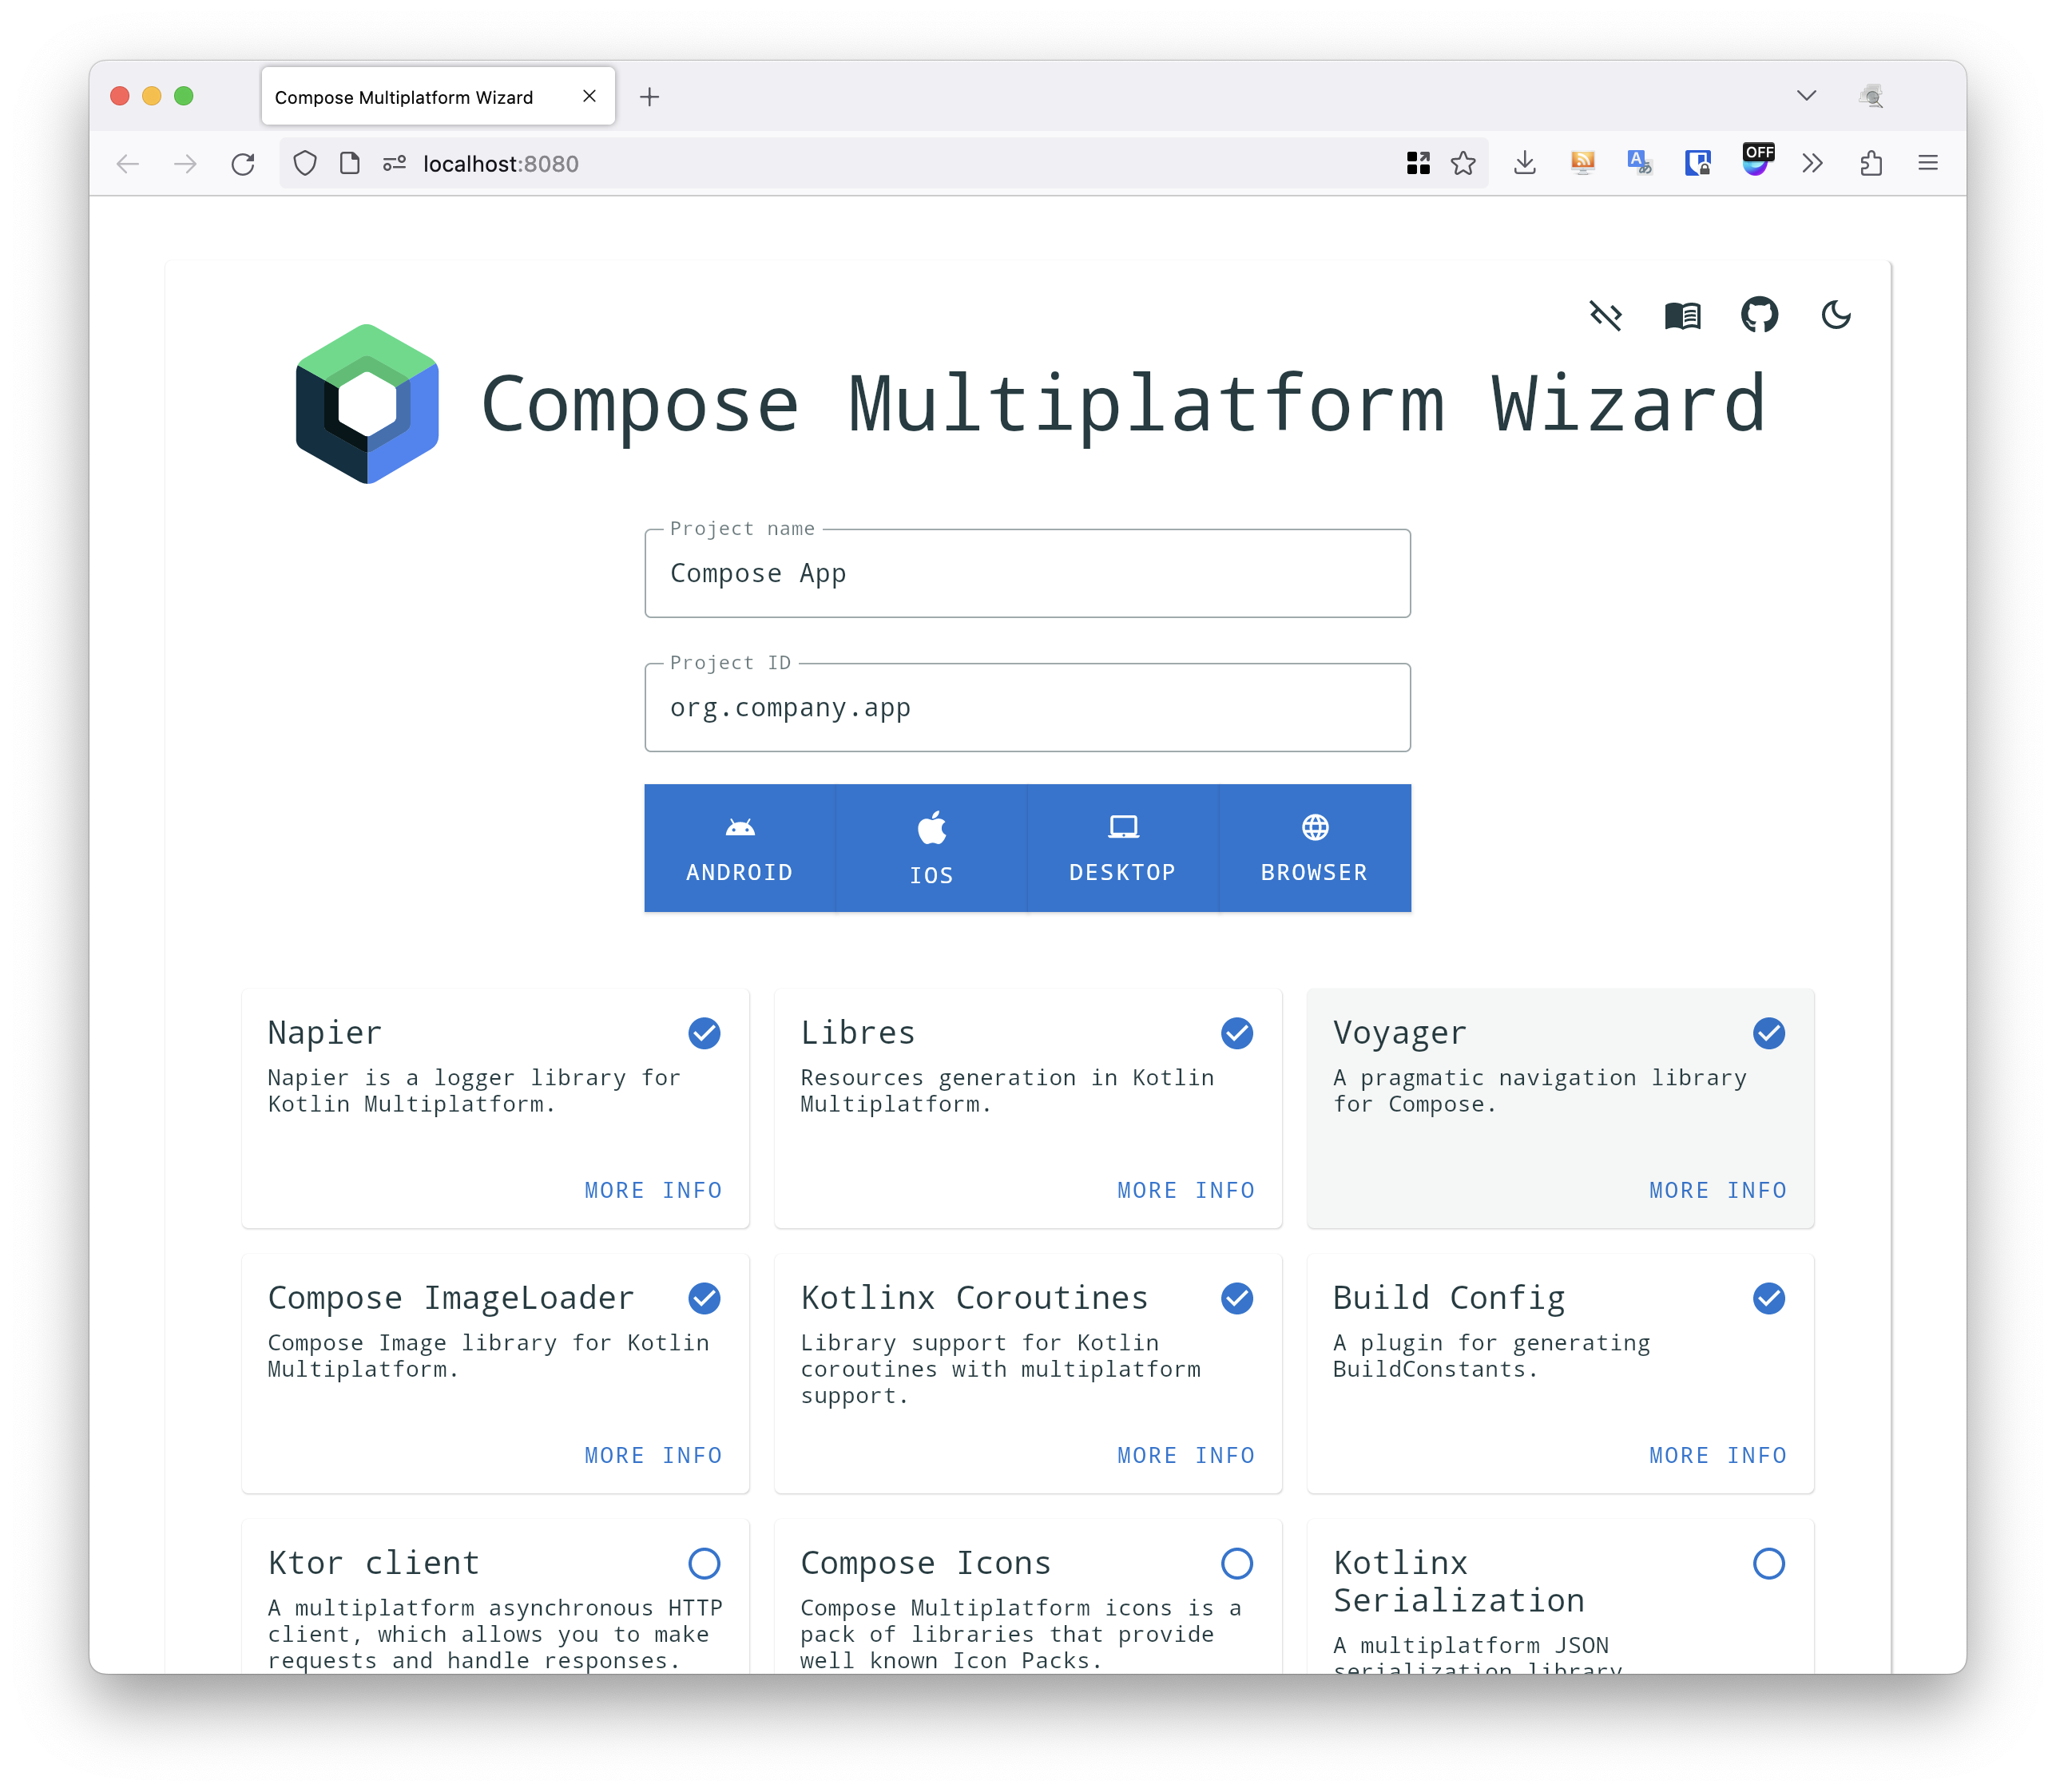 Compose Multiplatform Wizard
localhost:8080
OFF
Compose Multiplatform Wizard
Project name
Compose App
Project ID
org.company.app
ANDROID
IOS
DESKTOP
BROWSER
Napier
Napier is a logger library for
Kotlin Multiplatform.
MORE INFO
Libres
Resources generation in Kotlin
Multiplatform.
MORE INFO
Voyager
A pragmatic navigation library
for Compose.
MORE INFO
Compose ImageLoader
Compose Image library for Kotlin
Multiplatform.
MORE INFO
Kotlinx Coroutines
Library support for Kotlin
coroutines with multiplatform
support.
MORE INFO
Build Config
A plugin for generating
BuildConstants.
MORE INFO
Ktor client
A multiplatform asynchronous HTTP
client, which allows you to make
requests and handle responses.
Compose Icons
Compose Multiplatform icons is a
pack of libraries that provide
well known Icon Packs.
Kotlinx
Serialization
A multiplatform JSON
serialization library